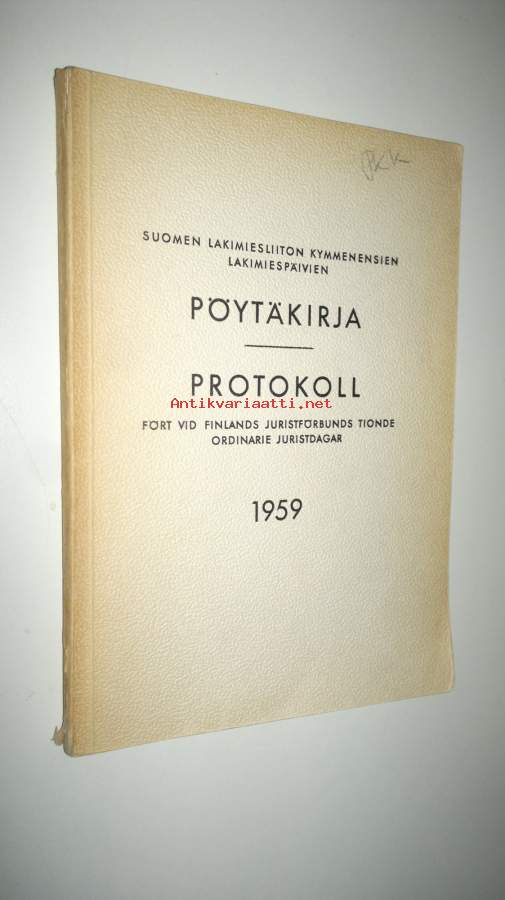 SUOMEN LAKIMIESLIITON KYMMENENSIEN
LAKIMIESPÄIVIEN
PÖYTÄKIRJA
PROTOKOLL
Antikvariaatti.net
FÖRT VID FINLANDS JURISTFÖRBUNDS TIONDE
ORDINARIE JURISTDAGAR
1959